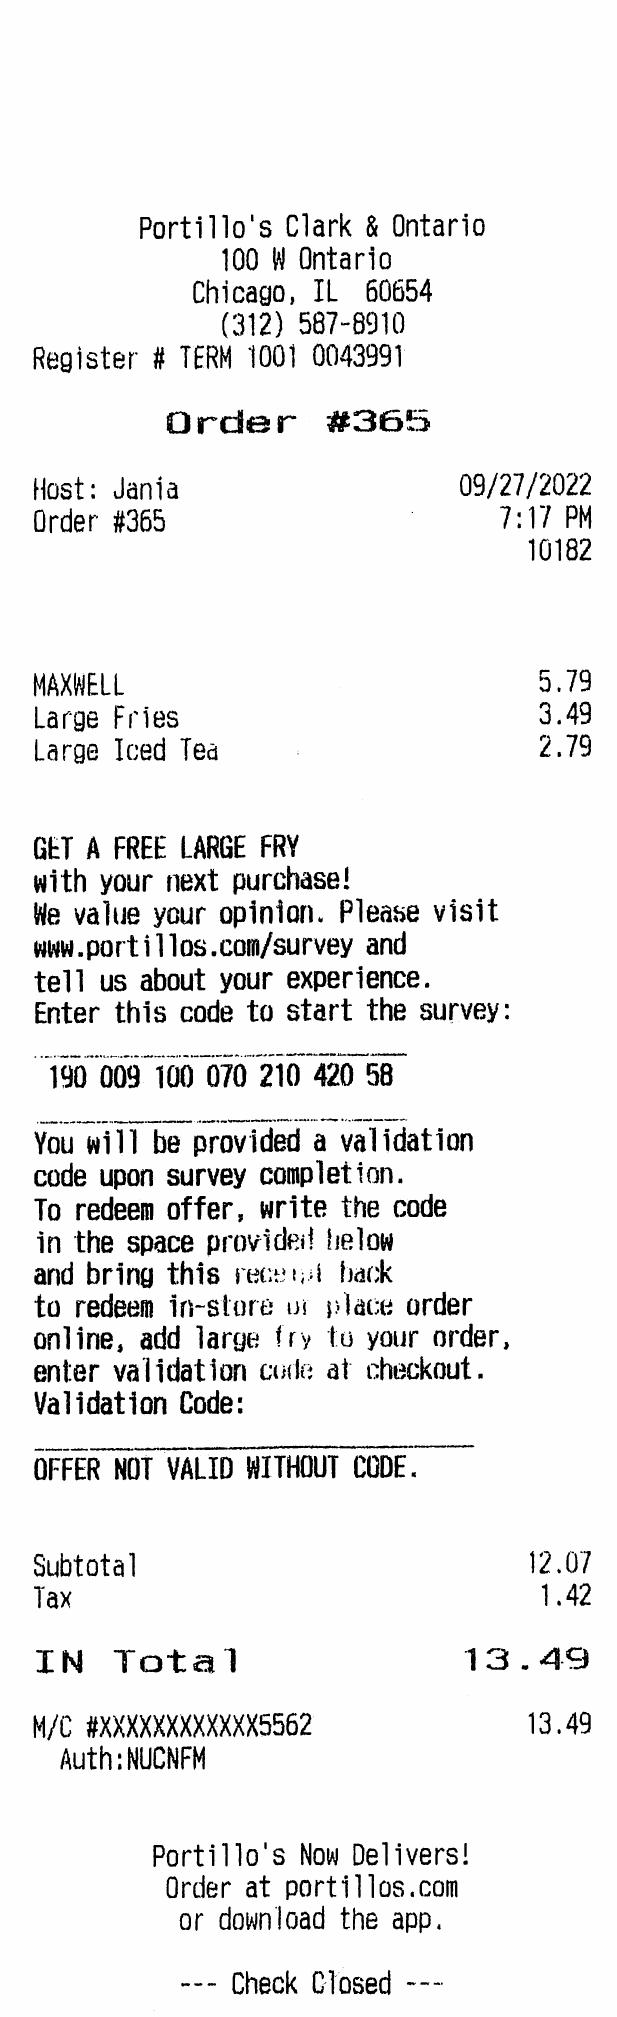 Portillo's Clark & Ontario
100 W Ontario
Chicago, IL 60654
(312) 587-8910
Register # TERM 1001 0043991
Order #365
Host: Jania 09/27/2022
Order #365 7:17 PM
10182
MAXWELL 5.79
Large Fries 3.49
Large Iced Tea 2.79
GET A FREE LARGE FRY
with your next purchase!
We value your opinion. Please visit
www.portillos.com/survey and
tell us about your experience.
Enter this code to start the survey:
190 009 100 070 210 420 58
You will be provided a validation
code upon survey completion.
To redeem offer, write the code
in the space provided below
and bring this receipt back
to redeem in-store or place order
online, add large fry to your order,
enter validation code at checkout.
Validation Code:
OFFER NOT VALID WITHOUT CODE.
Subtotal 12.07
Tax 1.42
IN Total 13.49
M/C #XXXXXXXXXXXX5562 13.49
Auth:NUCNFM
Portillo's Now Delivers!
Order at portillos.com
or download the app.
--- Check Closed ---